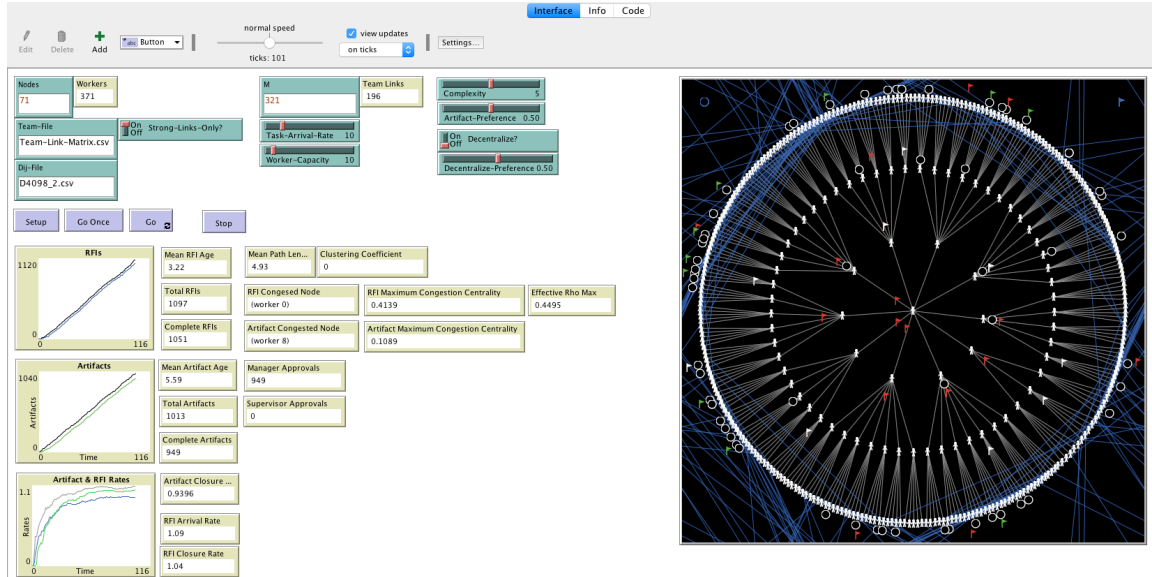 Interface Info Code
Edit Delete Add abc Button
normal speed
ticks: 101
view updates
on ticks
Settings...
Nodes
71
Workers
371
M
321
Team Links
196
Complexity 5
Artifact-Preference 0.50
Team-File
Team-Link-Matrix.csv
On
Off
Strong-Links-Only?
Task-Arrival-Rate 10
Worker-Capacity 10
On
Off
Decentralize?
Decentralize-Preference 0.50
Dij-File
D4098_2.csv
Setup Go Once Go Stop
RFIs
1120
0
0 116
Mean RFI Age
3.22
Total RFIs
1097
Complete RFIs
1051
Mean Path Len...
4.93
Clustering Coefficient
0
RFI Congesed Node
(worker 0)
RFI Maximum Congestion Centrality
0.4139
Effective Rho Max
0.4495
Artifact Congested Node
(worker 8)
Artifact Maximum Congestion Centrality
0.1089
Artifacts
1040
Artifacts
0
0 Time 116
Mean Artifact Age
5.59
Total Artifacts
1013
Complete Artifacts
949
Manager Approvals
949
Supervisor Approvals
0
Artifact & RFI Rates
1.1
Rates
0
0 Time 116
Artifact Closure ...
0.9396
RFI Arrival Rate
1.09
RFI Closure Rate
1.04